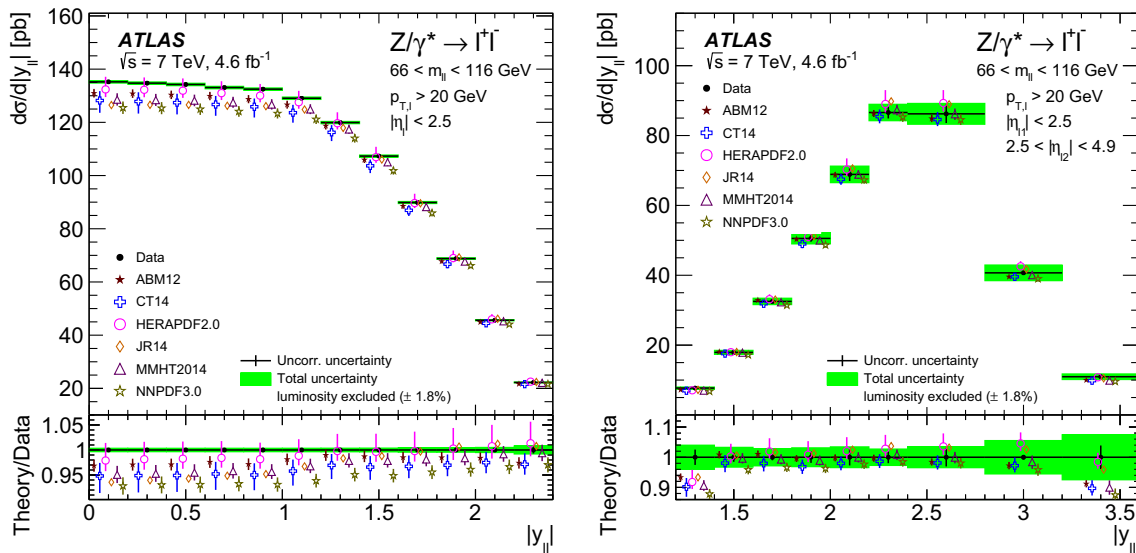 dσ/d|y_ll| [pb]
160
140
120
100
80
60
40
20
ATLAS
√s = 7 TeV, 4.6 fb⁻¹
Z/γ* → l⁺l⁻
66 < m_ll < 116 GeV
p_T,l > 20 GeV
|η_l| < 2.5
Data
ABM12
CT14
HERAPDF2.0
JR14
MMHT2014
NNPDF3.0
Uncorr. uncertainty
Total uncertainty
luminosity excluded (± 1.8%)
Theory/Data
1.05
1
0.95
0
0.5
1
1.5
2
|y_ll|
dσ/d|y_ll| [pb]
100
80
60
40
20
ATLAS
√s = 7 TeV, 4.6 fb⁻¹
Z/γ* → l⁺l⁻
66 < m_ll < 116 GeV
p_T,l > 20 GeV
|η_l1| < 2.5
2.5 < |η_l2| < 4.9
Data
ABM12
CT14
HERAPDF2.0
JR14
MMHT2014
NNPDF3.0
Uncorr. uncertainty
Total uncertainty
luminosity excluded (± 1.8%)
Theory/Data
1.1
1
0.9
1.5
2
2.5
3
3.5
|y_ll|